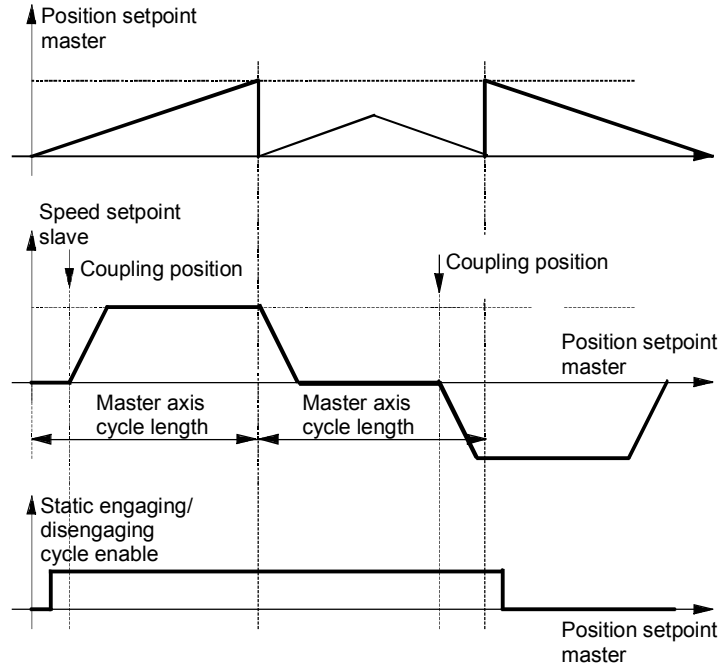 Position setpoint
master
Speed setpoint
slave
Coupling position
Coupling position
Position setpoint
master
Master axis
cycle length
Master axis
cycle length
Static engaging/
disengaging
cycle enable
Position setpoint
master